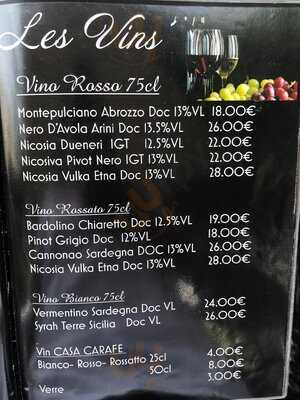 Les Vins
Vino Rosso 75cl
Montepulciano Abrozzo Doc 13%VL 18.00€
Nero D'Avola Arini Doc 13.5%VL 26.00€
Nicosia Dueneri IGT 12.5%VL 22.00€
Nicosiva Pivot Nero IGT 13%VL 22.00€
Nicosia Vulka Etna Doc 13%VL 28.00€
Vino Rossato 75cl
Bardolino Chiaretto Doc 12.5%VL 19.00€
Pinot Grigio Doc 12%VL 18.00€
Cannonao Sardegna DOC 13%VL 26.00€
Nicosia Vulka Etna Doc 13%VL 28.00€
Vino Bianco 75cl
Vermentino Sardegna Doc VL 24.00€
Syrah Terre Sicilia Doc VL 26.00€
Vin CASA CARAFE 4.00€
Bianco- Rosso- Rossatto 25cl 8.00€
50cl 3.00€
Verre